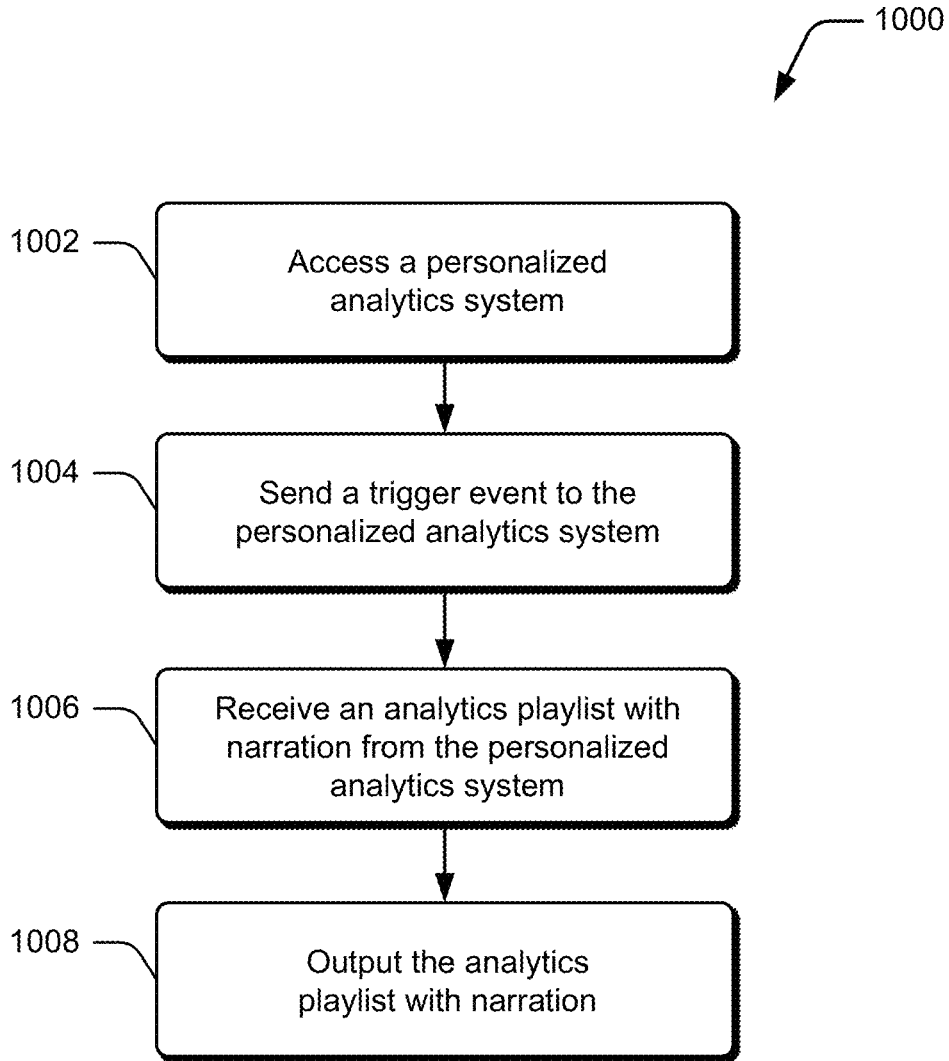 1000
1002
Access a personalized
analytics system
1004
Send a trigger event to the
personalized analytics system
1006
Receive an analytics playlist with
narration from the personalized
analytics system
1008
Output the analytics
playlist with narration